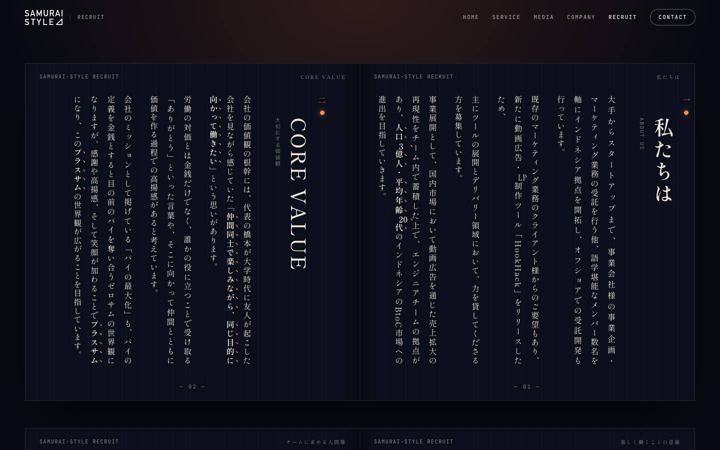 SAMURAI
STYLE
RECRUIT
HOME
SERVICE
MEDIA
COMPANY
RECRUIT
CONTACT
SAMURAI-STYLE RECRUIT
私たちは
一
私たちは
ABOUT US
大手からスタートアップまで、事業会社様の事業企画・
マーケティング業務の受託を行う他、語学堪能なメンバー数名を
軸にインドネシア拠点を開拓し、オフショアでの受託開発も
行っています。
既存のマーケティング業務のクライアント様からのご要望もあり、
新たに動画広告・LP制作ツール「HookHack」をリリースした
ため、
主にツールの展開とデリバリー領域において、力を貸してくださる
方を募集しています。
事業展開として、国内市場において動画広告を通じた売上拡大の
再現性をチーム内で蓄積した上で、エンジニアチームの拠点が
あり、人口3億人・平均年齢20代のインドネシアのBtoC市場への
進出を目指していきます。
— 01 —
SAMURAI-STYLE RECRUIT
CORE VALUE
二
CORE VALUE
大切にする価値観
会社の価値観の根幹には、代表の橋本が大学時代に友人が起こした
会社を見ながら感じていた「仲間同士で楽しみながら、同じ目的に
向かって働きたい」という思いがあります。
労働の対価とは金銭だけでなく、誰かの役に立つことで受け取る
「ありがとう」といった言葉や、そこに向かって仲間とともに
価値を作る過程での高揚感があると考えています。
会社のミッションとして掲げている「パイの最大化」も、パイの
定義を金銭とすると目の前のパイを奪い合うゼロサムの世界観に
なりますが、感謝や高揚感、そして笑顔が加わることでプラスサム
になり、このプラスサムの世界観が広がることを目指しています。
— 02 —
SAMURAI-STYLE RECRUIT
チームに求める人間像
SAMURAI-STYLE RECRUIT
楽しく働くことの意義